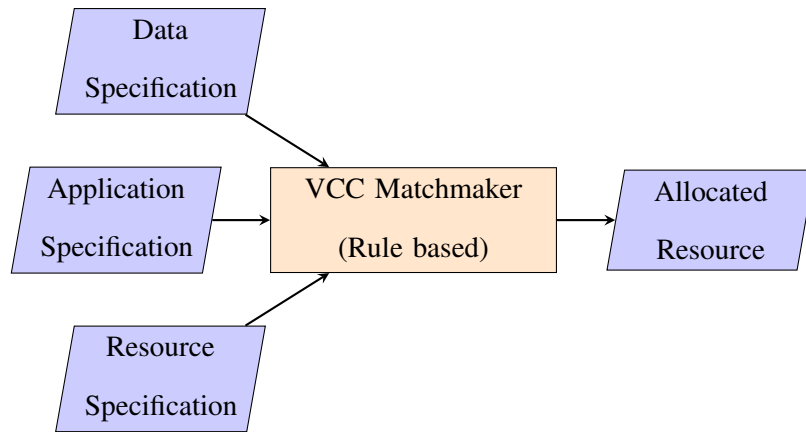 Data
Specification
Application
Specification
VCC Matchmaker
(Rule based)
Allocated
Resource
Resource
Specification